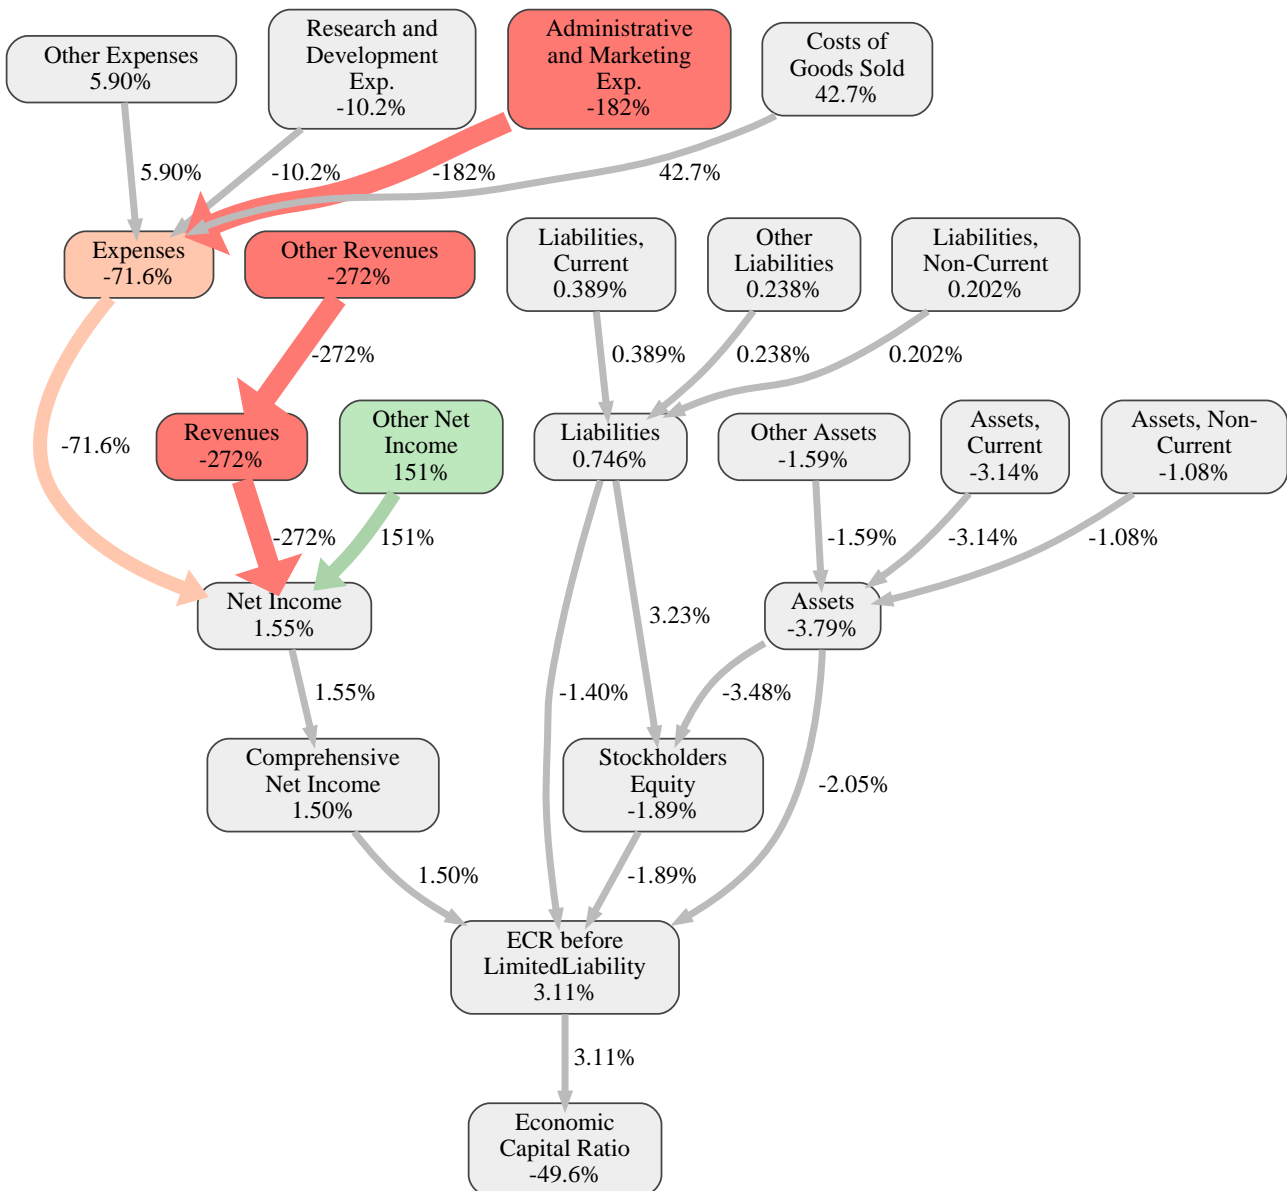 Other Expenses
5.90%
Research and
Development
Exp.
-10.2%
Administrative
and Marketing
Exp.
-182%
Costs of
Goods Sold
42.7%
5.90%
-10.2%
-182%
42.7%
Expenses
-71.6%
Other Revenues
-272%
Liabilities,
Current
0.389%
Other
Liabilities
0.238%
Liabilities,
Non-Current
0.202%
-272%
0.389%
0.238%
0.202%
-71.6%
Revenues
-272%
Other Net
Income
151%
Liabilities
0.746%
Other Assets
-1.59%
Assets,
Current
-3.14%
Assets, Non-
Current
-1.08%
-272%
151%
-1.59%
-3.14%
-1.08%
Net Income
1.55%
3.23%
Assets
-3.79%
1.55%
-1.40%
-3.48%
Comprehensive
Net Income
1.50%
Stockholders
Equity
-1.89%
-2.05%
1.50%
-1.89%
ECR before
LimitedLiability
3.11%
3.11%
Economic
Capital Ratio
-49.6%